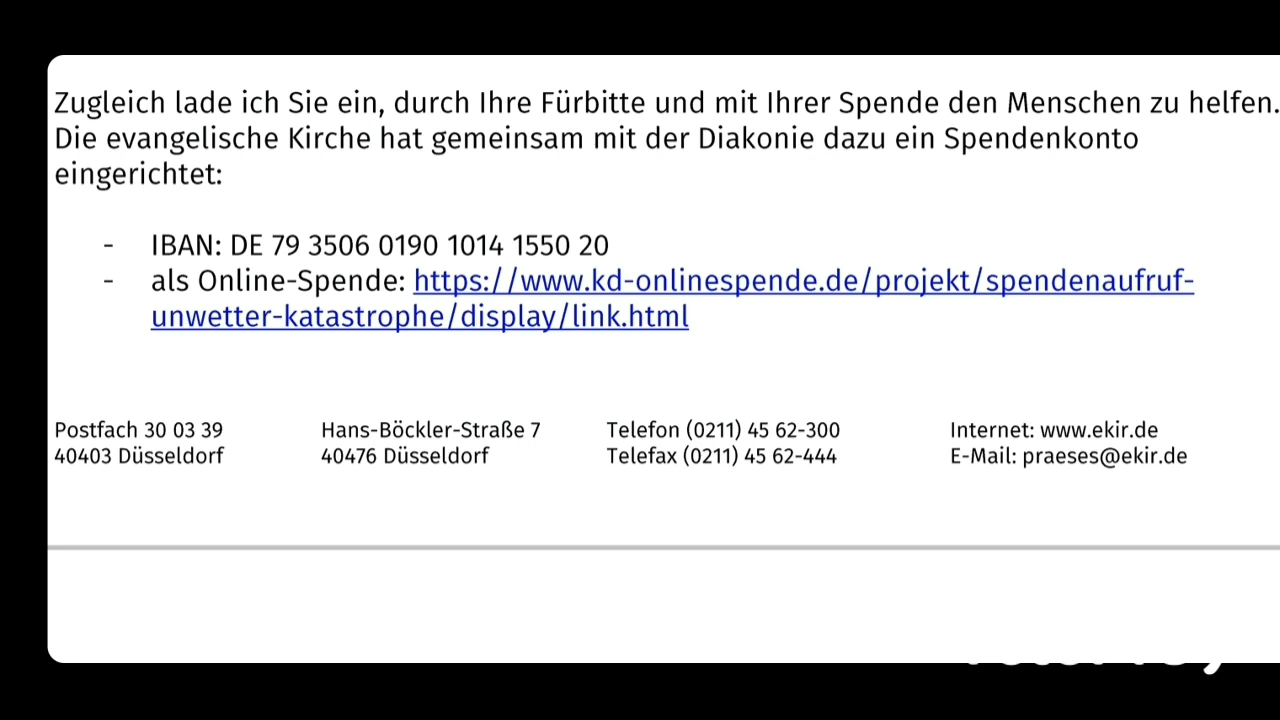 Zugleich lade ich Sie ein, durch Ihre Fürbitte und mit Ihrer Spende den Menschen zu helfen.
Die evangelische Kirche hat gemeinsam mit der Diakonie dazu ein Spendenkonto
eingerichtet:
- IBAN: DE 79 3506 0190 1014 1550 20
- als Online-Spende: https://www.kd-onlinespende.de/projekt/spendenaufruf-
unwetter-katastrophe/display/link.html
Postfach 30 03 39
40403 Düsseldorf
Hans-Böckler-Straße 7
40476 Düsseldorf
Telefon (0211) 45 62-300
Telefax (0211) 45 62-444
Internet: www.ekir.de
E-Mail: praeses@ekir.de